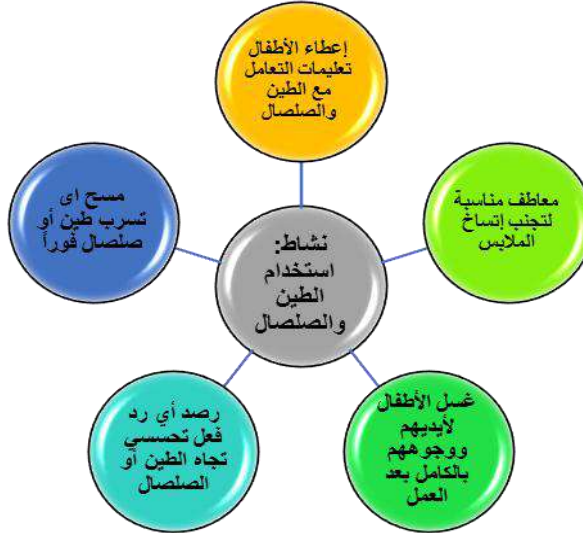 إعطاء الأطفال
تعليمات التعامل
مع الطين
والصلصال
معاطف مناسبة
لتجنب إتساخ
الملابس
غسل الأطفال
لأيديهم
ووجوههم
بالكامل بعد
العمل
رصد أي رد
فعل تحسسي
تجاه الطين أو
الصلصال
مسح اى
تسرب طين أو
صلصال فوراً
نشاط:
استخدام
الطين
والصلصال